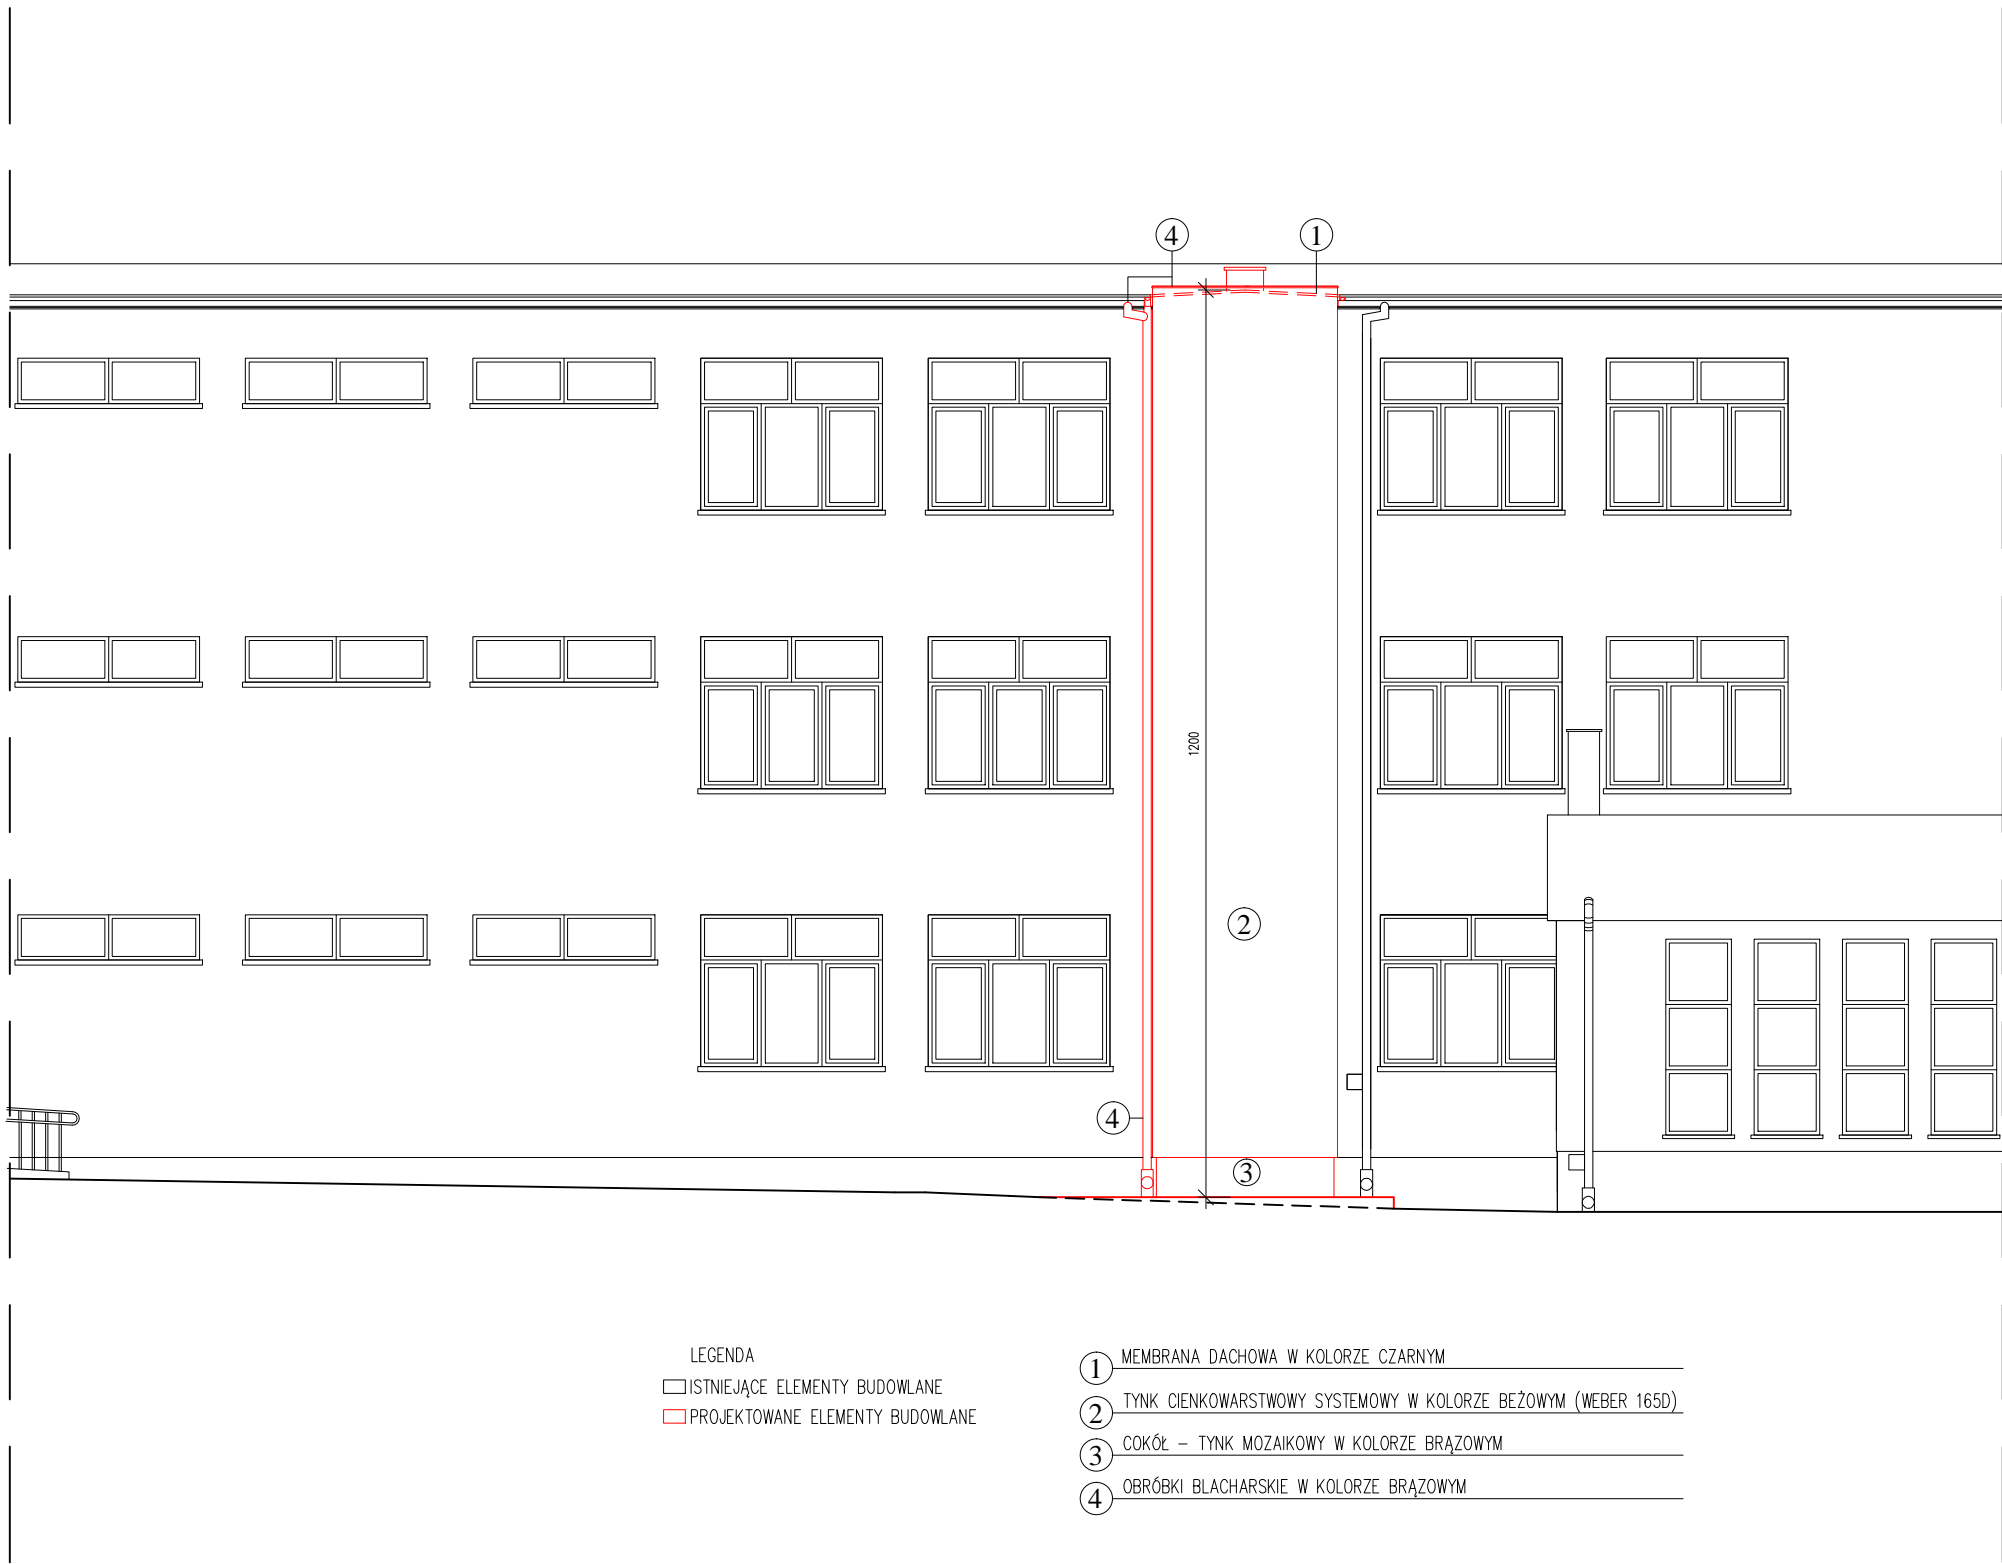 4
1
1200
2
4
3
LEGENDA
ISTNIEJĄCE ELEMENTY BUDOWLANE
PROJEKTOWANE ELEMENTY BUDOWLANE
1 MEMBRANA DACHOWA W KOLORZE CZARNYM
2 TYNK CIENKOWARSTWOWY SYSTEMOWY W KOLORZE BEŻOWYM (WEBER 165D)
3 COKÓŁ – TYNK MOZAIKOWY W KOLORZE BRĄZOWYM
4 OBRÓBKI BLACHARSKIE W KOLORZE BRĄZOWYM